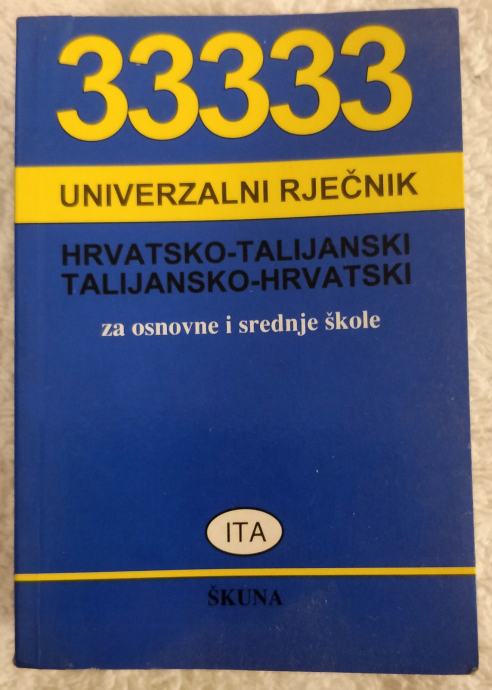 33333
UNIVERZALNI RJEČNIK
HRVATSKO-TALIJANSKI
TALIJANSKO-HRVATSKI
za osnovne i srednje škole
ITA
ŠKUNA